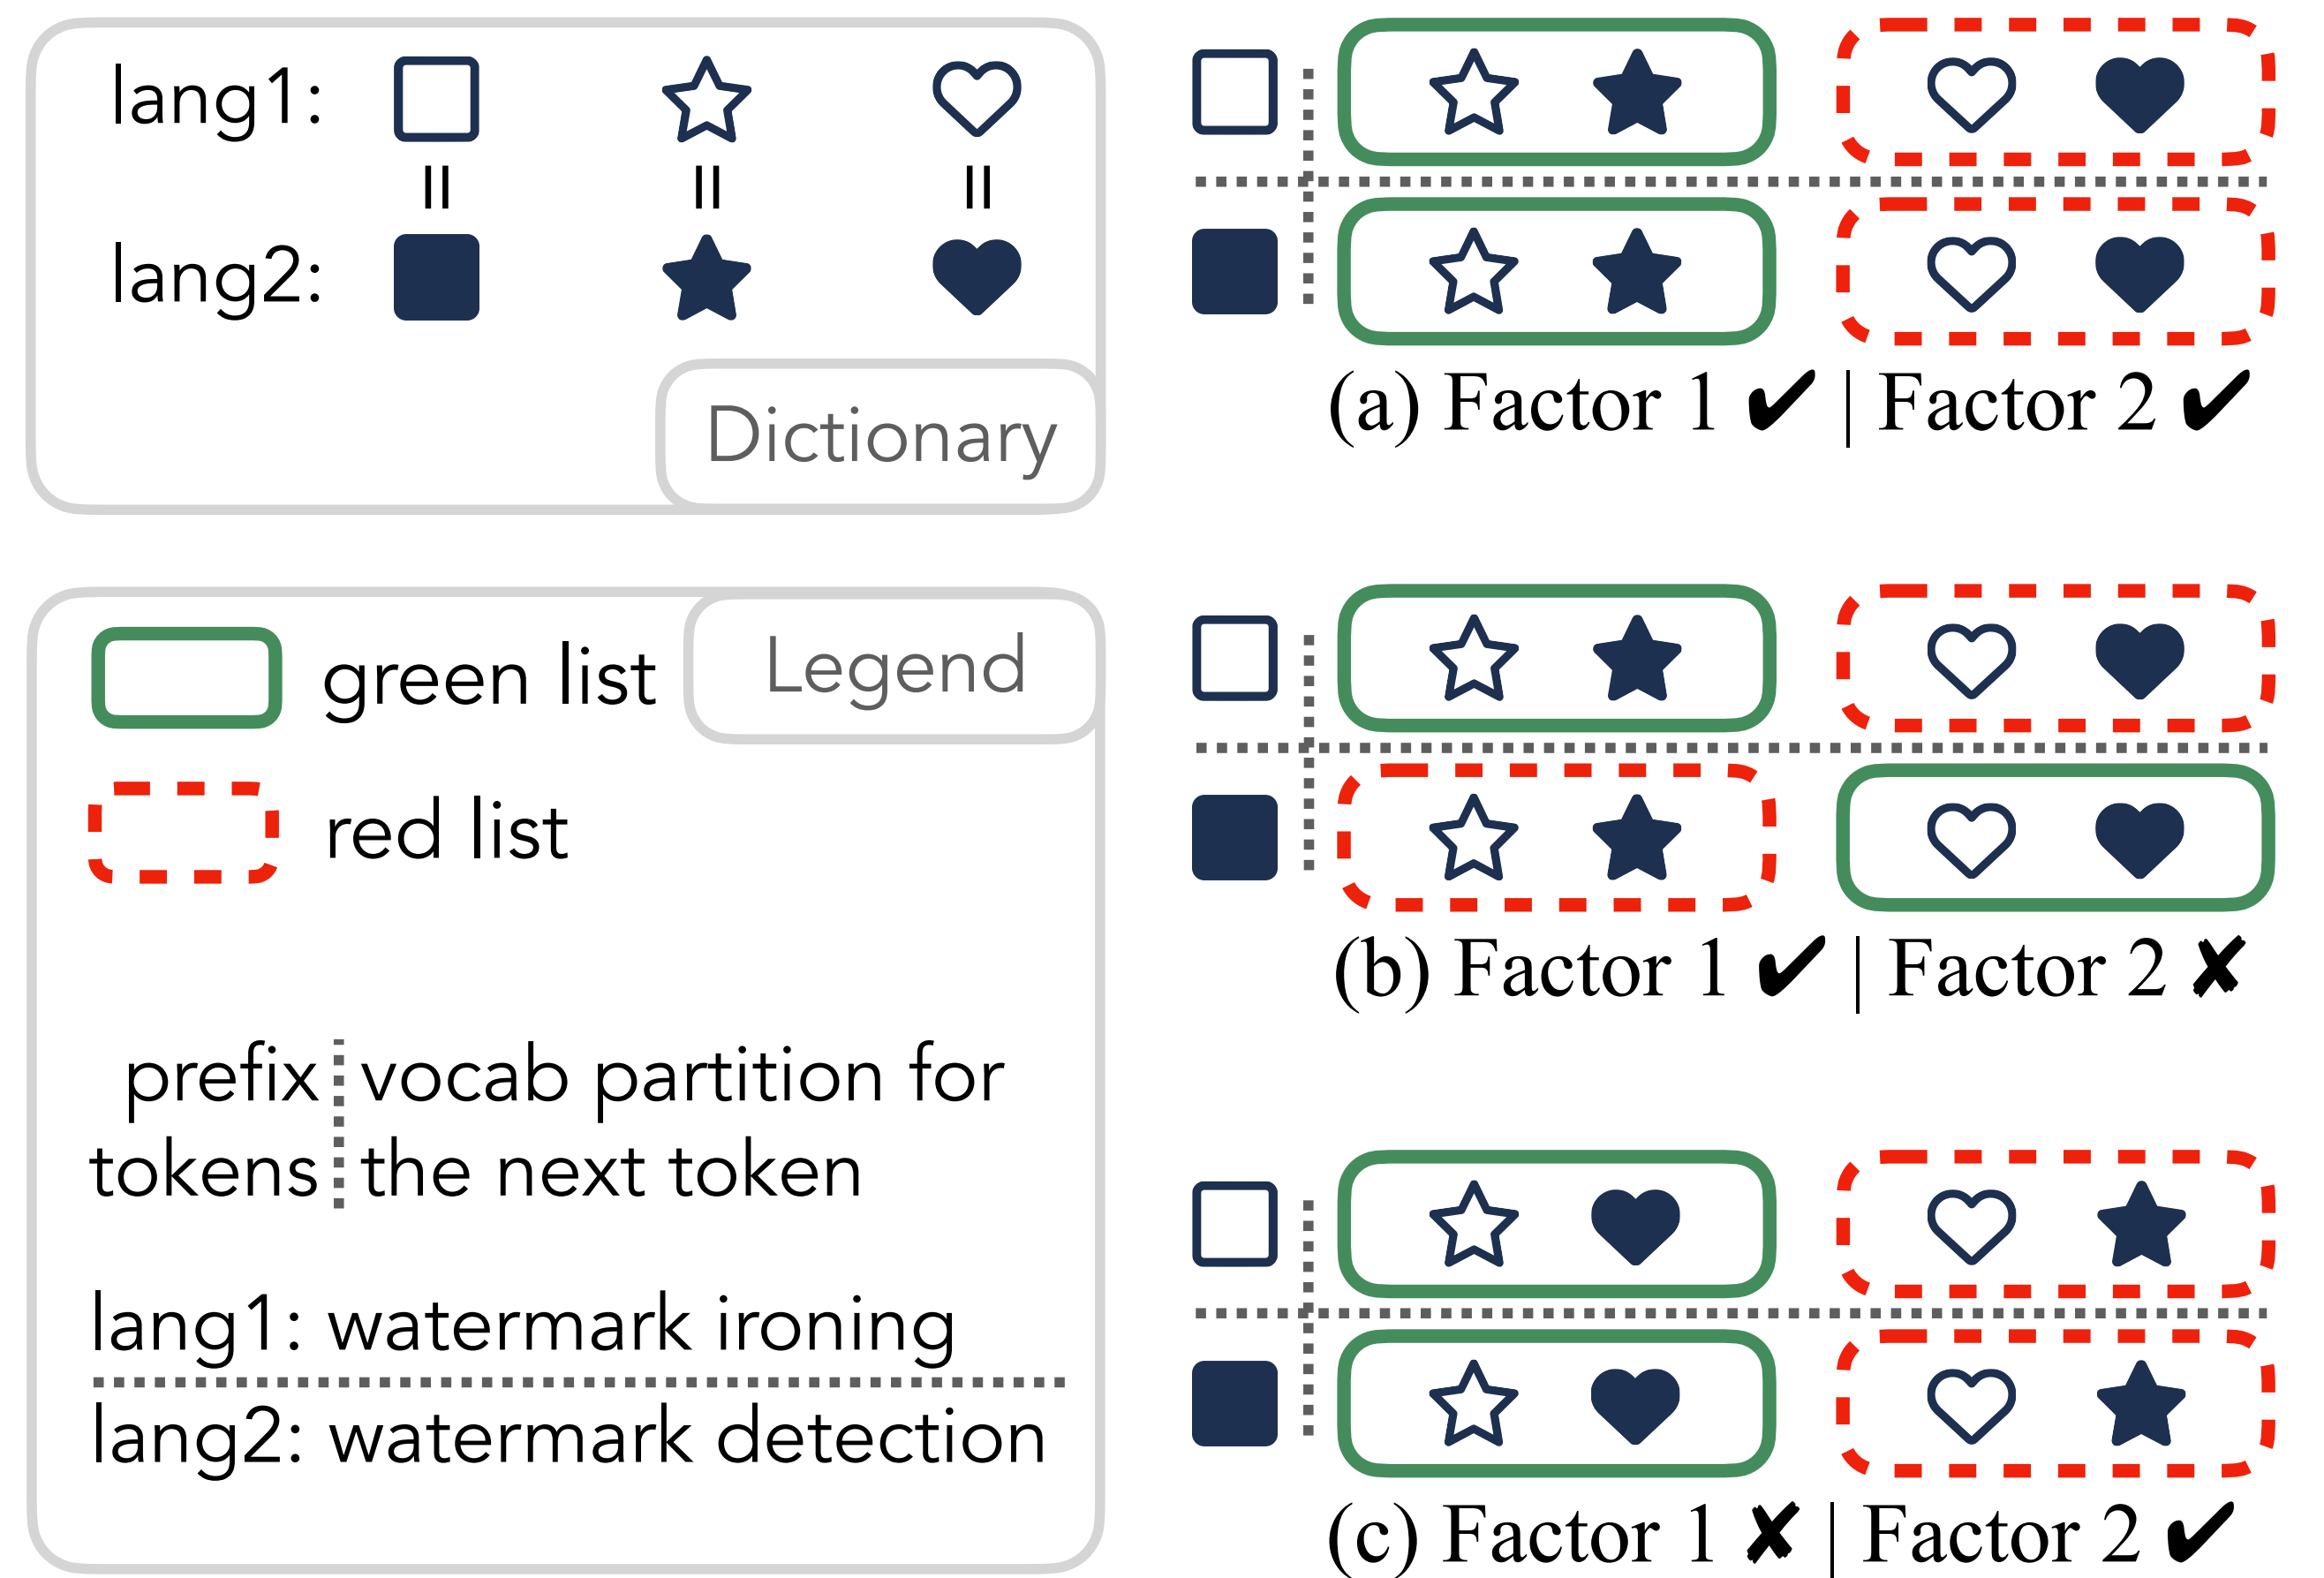 lang1:
lang2:
Dictionary
Legend
green list
red list
prefix vocab partition for
tokens the next token
lang1: watermark ironing
lang2: watermark detection
(a) Factor 1 ✔ | Factor 2 ✔
(b) Factor 1 ✔ | Factor 2 ✘
(c) Factor 1 ✘ | Factor 2 ✔